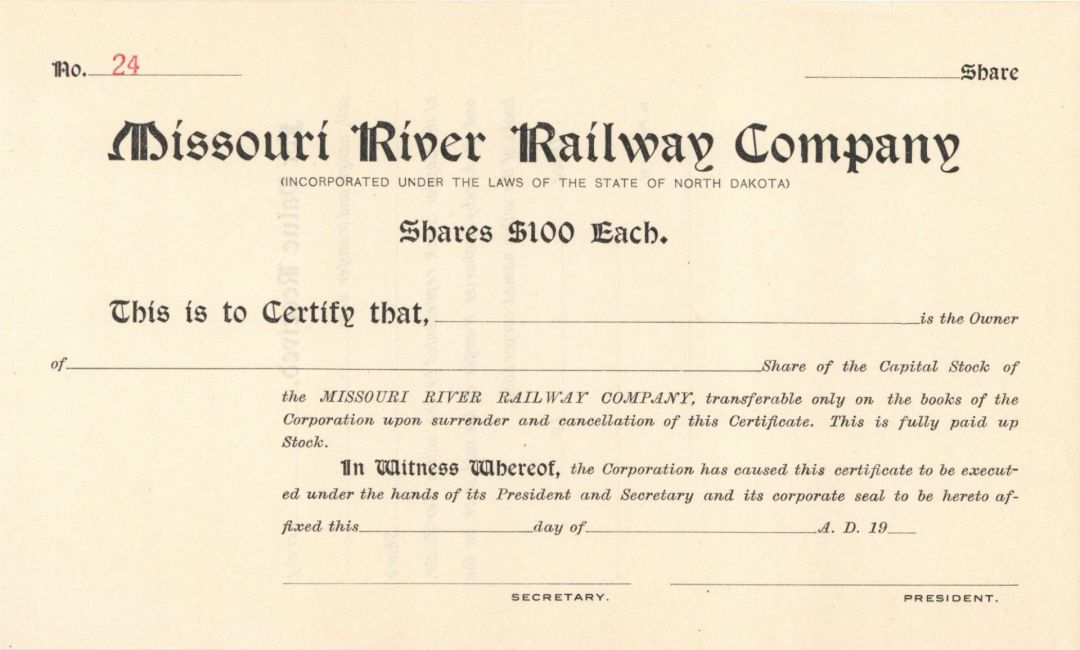 No. 24 Share
Missouri River Railway Company
(INCORPORATED UNDER THE LAWS OF THE STATE OF NORTH DAKOTA)
Shares $100 Each.
This is to Certify that, is the Owner
of Share of the Capital Stock of
the MISSOURI RIVER RAILWAY COMPANY, transferable only on the books of the
Corporation upon surrender and cancellation of this Certificate. This is fully paid up
Stock.
In Witness Whereof, the Corporation has caused this certificate to be execut-
ed under the hands of its President and Secretary and its corporate seal to be hereto af-
fixed this day of A. D. 19
SECRETARY. PRESIDENT.